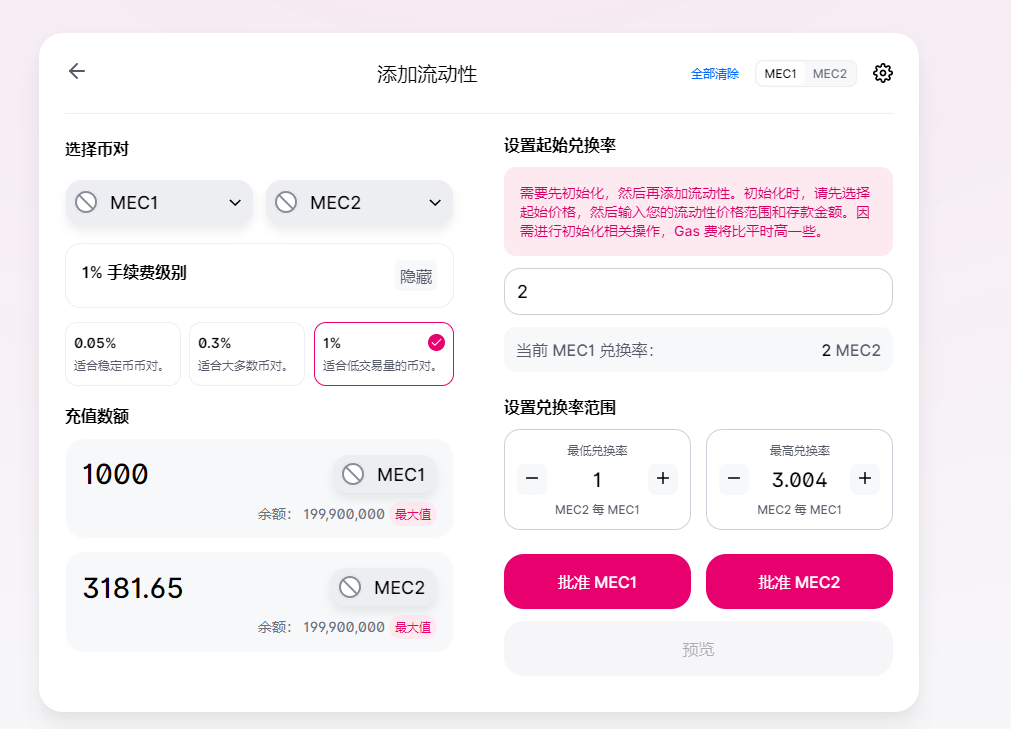 添加流动性
全部清除
MEC1 MEC2
选择币对
MEC1 MEC2
1% 手续费级别
隐藏
0.05%
适合稳定币币对。
0.3%
适合大多数币对。
1%
适合低交易量的币对。
充值数额
1000 MEC1
余额： 199,900,000 最大值
3181.65 MEC2
余额： 199,900,000 最大值
设置起始兑换率
需要先初始化，然后再添加流动性。初始化时，请先选择
起始价格，然后输入您的流动性价格范围和存款金额。因
需进行初始化相关操作，Gas 费将比平时高一些。
2
当前 MEC1 兑换率： 2 MEC2
设置兑换率范围
最低兑换率
1
MEC2 每 MEC1
最高兑换率
3.004
MEC2 每 MEC1
批准 MEC1
批准 MEC2
预览